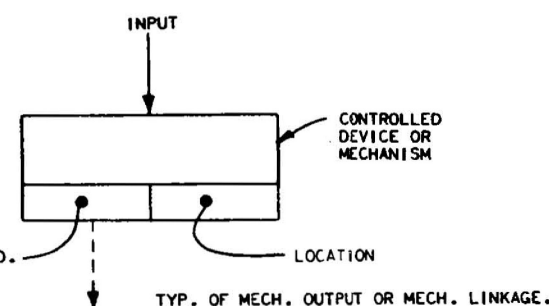 INPUT
CONTROLLED
DEVICE OR
MECHANISM
LOCATION
TYP. OF MECH. OUTPUT OR MECH. LINKAGE.